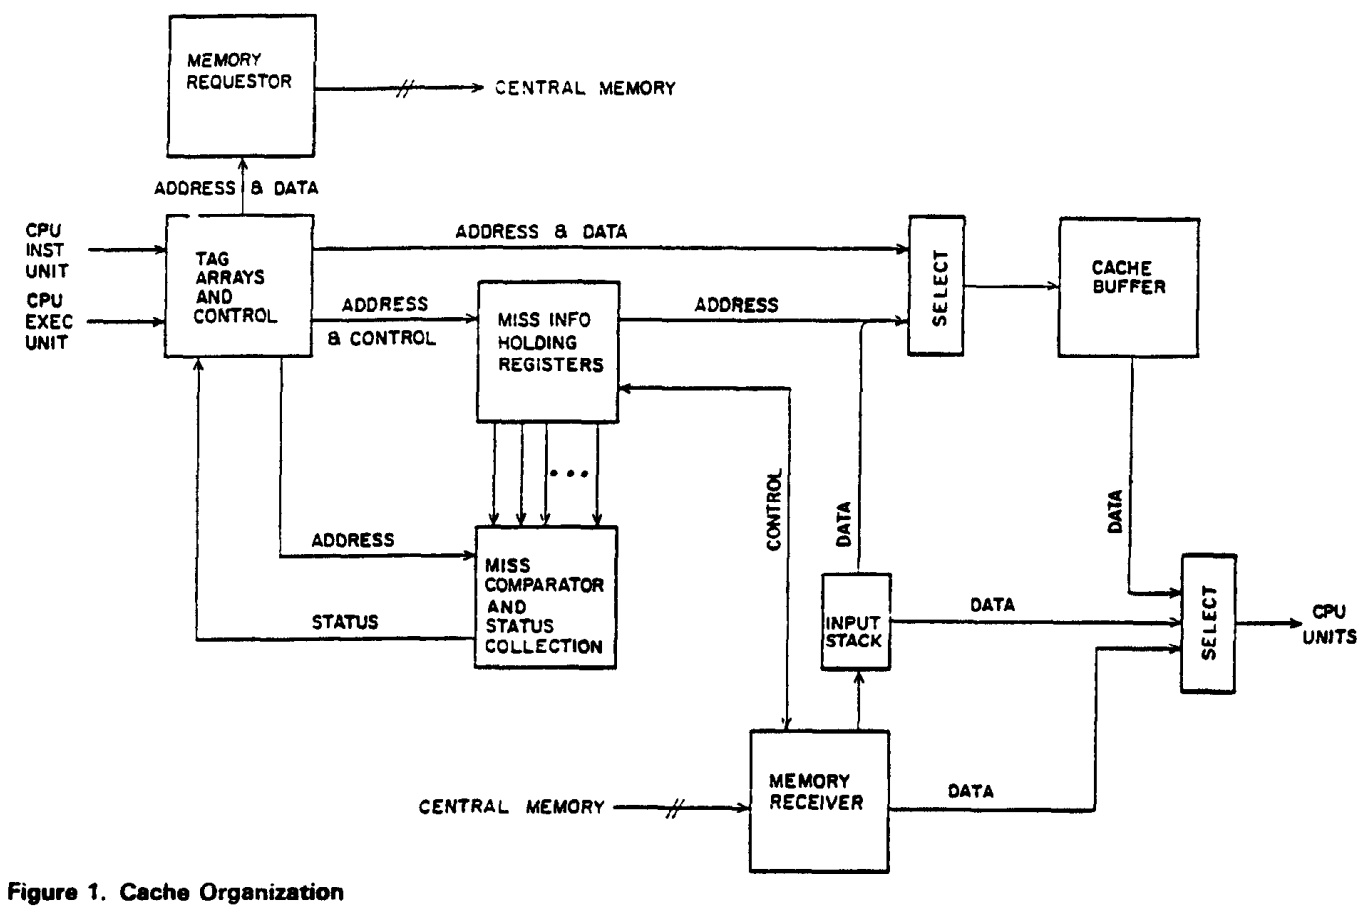 MEMORY
REQUESTOR
CENTRAL MEMORY
ADDRESS & DATA
CPU
INST
UNIT
CPU
EXEC
UNIT
TAG
ARRAYS
AND
CONTROL
ADDRESS & DATA
ADDRESS
& CONTROL
MISS INFO
HOLDING
REGISTERS
ADDRESS
SELECT
CACHE
BUFFER
...
ADDRESS
STATUS
MISS
COMPARATOR
AND
STATUS
COLLECTION
CONTROL
DATA
INPUT
STACK
DATA
DATA
SELECT
CPU
UNITS
CENTRAL MEMORY
MEMORY
RECEIVER
DATA
Figure 1. Cache Organization